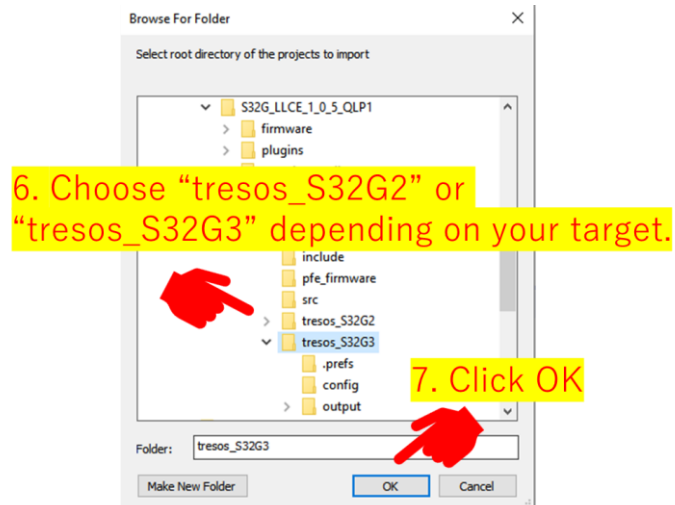 Browse For Folder
Select root directory of the projects to import
S32G_LLCE_1_0_5_QLP1
firmware
plugins
6. Choose “tresos_S32G2” or
“tresos_S32G3” depending on your target.
include
pfe_firmware
src
tresos_S32G2
tresos_S32G3
.prefs
config
7. Click OK
output
Folder: tresos_S32G3
Make New Folder OK Cancel